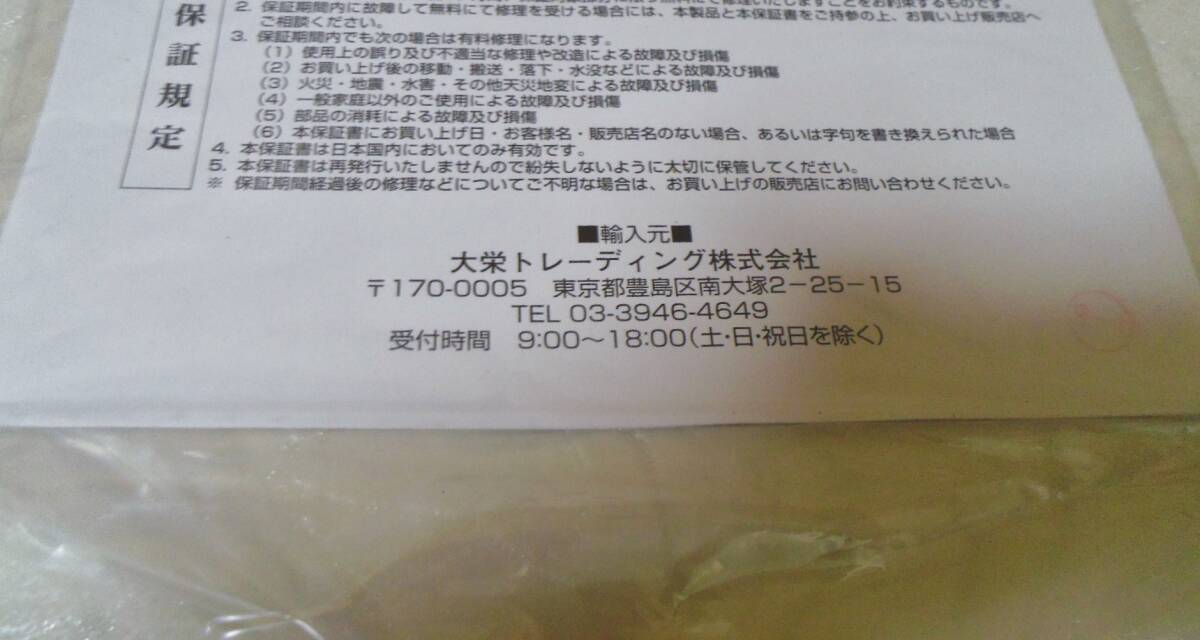 保証規定
2. 保証期間内に故障して無料にて修理を受ける場合には、本製品と本保証書をご持参の上、お買い上げ販売店へ
ご相談ください。
3. 保証期間内でも次の場合は有料修理になります。
(1) 使用上の誤り及び不適当な修理や改造による故障及び損傷
(2) お買い上げ後の移動・搬送・落下・水没などによる故障及び損傷
(3) 火災・地震・水害・その他天災地変による故障及び損傷
(4) 一般家庭以外のご使用による故障及び損傷
(5) 部品の消耗による故障及び損傷
(6) 本保証書にお買い上げ日・お客様名・販売店名のない場合、あるいは字句を書き換えられた場合
4. 本保証書は日本国内においてのみ有効です。
5. 本保証書は再発行いたしませんので紛失しないように大切に保管してください。
※ 保証期間経過後の修理などについてご不明な場合は、お買い上げの販売店にお問い合わせください。
■輸入元■
大栄トレーディング株式会社
〒170-0005 東京都豊島区南大塚2-25-15
TEL 03-3946-4649
受付時間 9:00～18:00(土・日・祝日を除く)